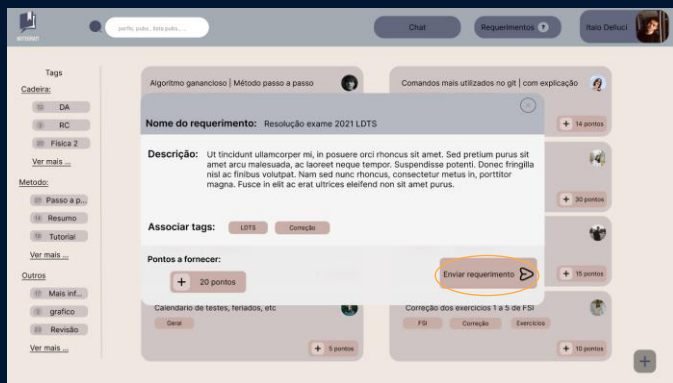 perfis, pubs., lista pubs., ...
Chat
Requerimentos ?
Italo Delluci
Tags
Cadeira:
DA
RC
Física 2
Ver mais ...
Metodo:
Passo a p...
Resumo
Tutorial
Ver mais ...
Outros
Mais inf...
grafico
Revisão
Ver mais ...
Algoritmo ganancioso | Método passo a passo
Comandos mais utilizados no git | com explicação
+ 14 pontos
+ 30 pontos
+ 15 pontos
Nome do requerimento: Resolução exame 2021 LDTS
Descrição: Ut tincidunt ullamcorper mi, in posuere orci rhoncus sit amet. Sed pretium purus sit
amet arcu malesuada, ac laoreet neque tempor. Suspendisse potenti. Donec fringilla
nisl ac finibus volutpat. Nam sed nunc rhoncus, consectetur metus in, porttitor
magna. Fusce in elit ac erat ultrices eleifend non sit amet purus.
Associar tags: LDTS Correção
Pontos a fornecer:
+ 20 pontos
Enviar requerimento
Calendario de testes, feriados, etc
Geral
+ 5 pontos
Correção dos exercicios 1 a 5 de FSI
FSI Correção Exercicios
+ 10 pontos
+